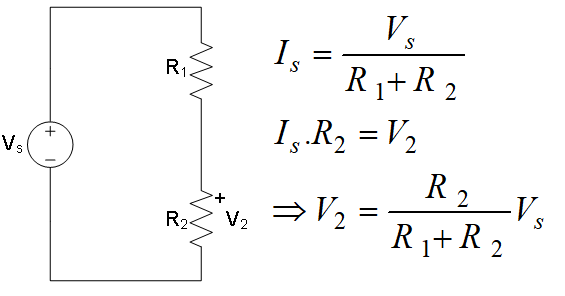 R1
Vs
+
-
R2
+
V2
Is = Vs / (R1 + R2)
Is.R2 = V2
⇒ V2 = R2 / (R1 + R2) Vs